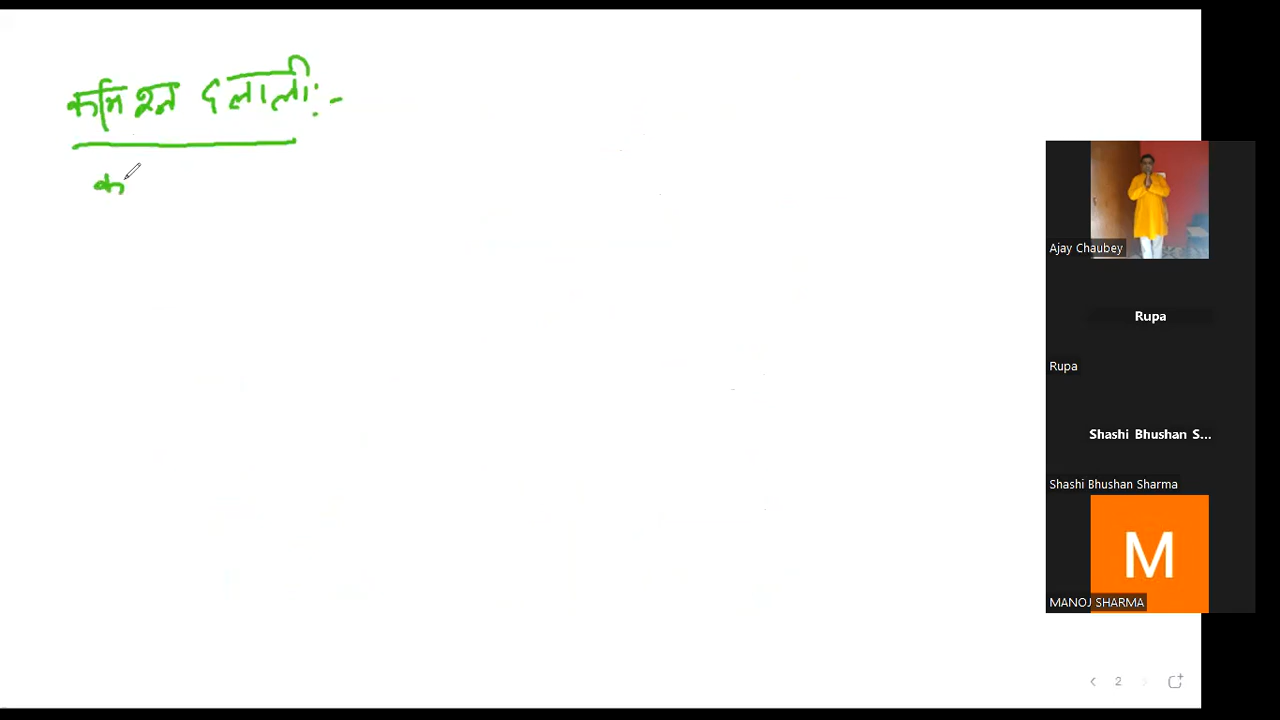 कमिशन दलाली:-
क
Ajay Chaubey
Rupa
Rupa
Shashi Bhushan S...
Shashi Bhushan Sharma
M
MANOJ SHARMA
2